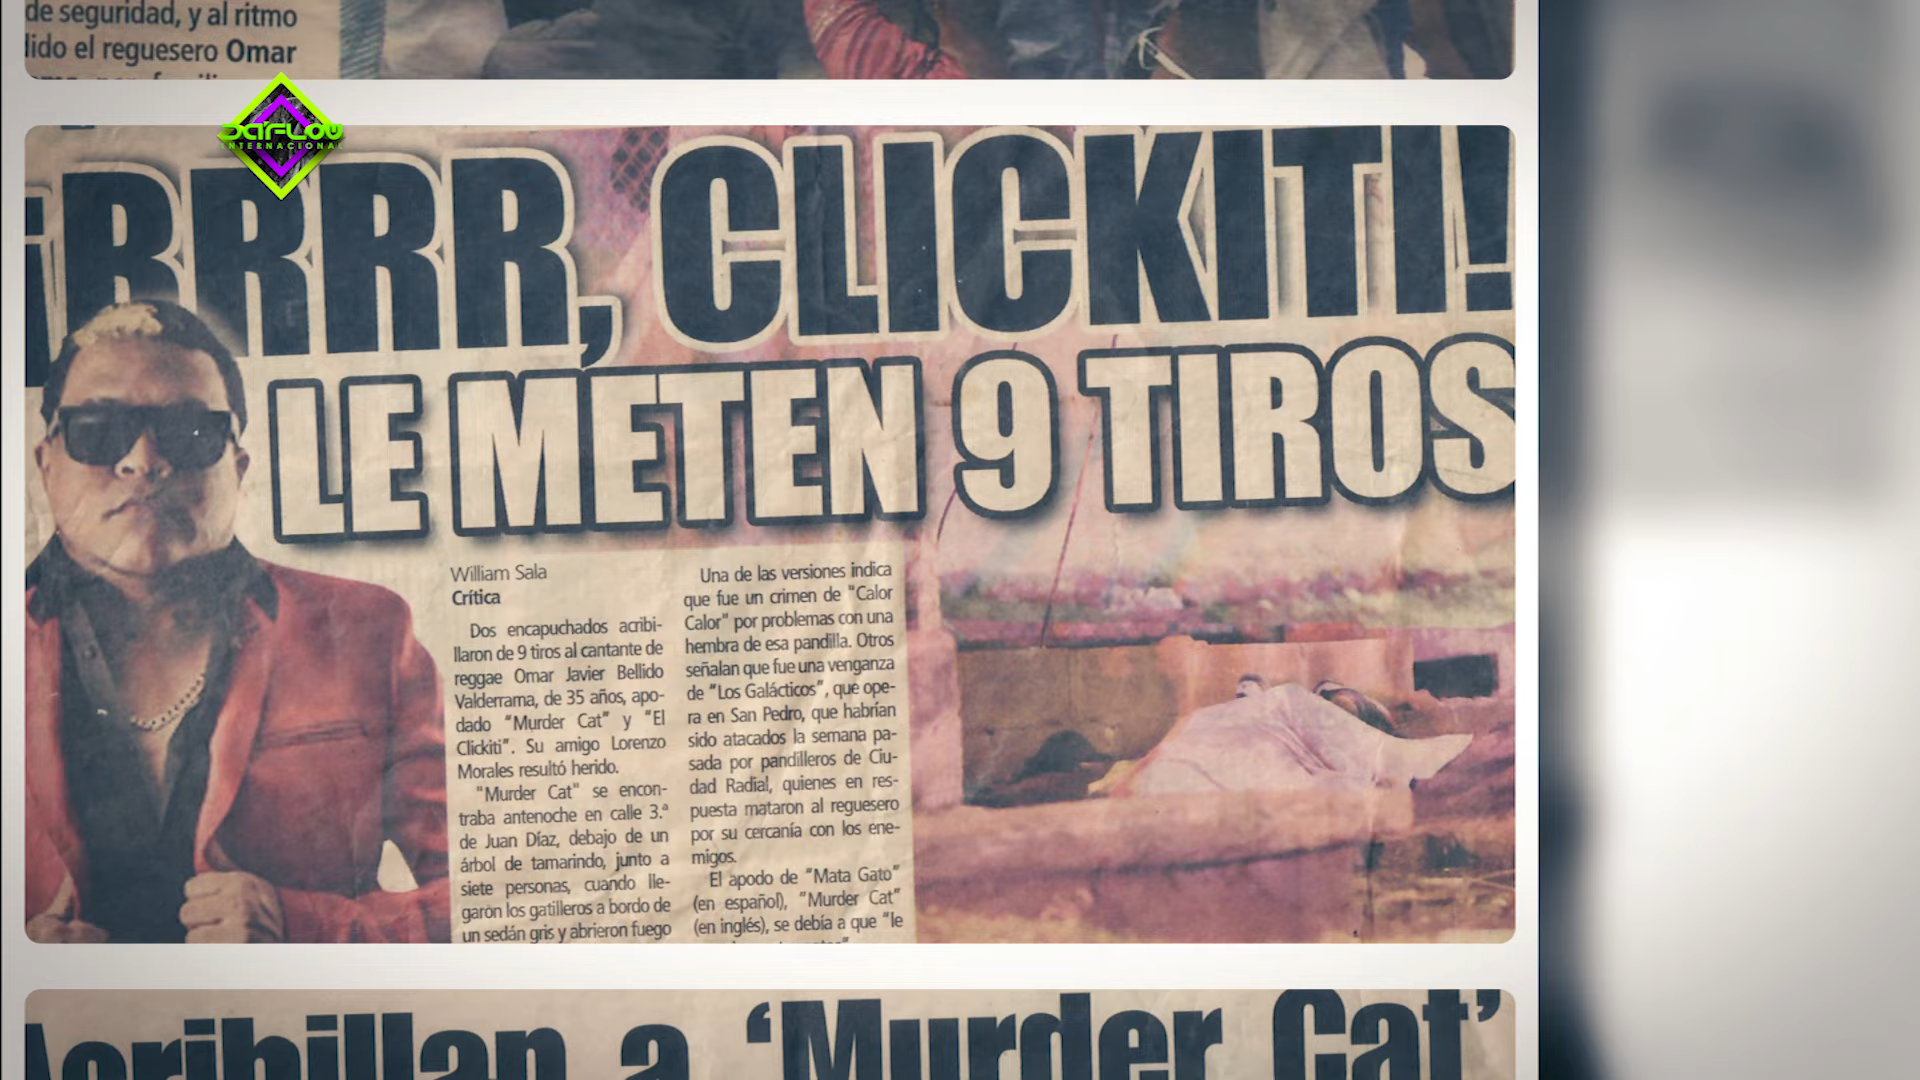 de seguridad, y al ritmo
lido el reguesero Omar
DarFLOW
INTERNACIONAL
¡BRRR, CLICKITI!
LE METEN 9 TIROS
William Sala
Crítica
Dos encapuchados acribi-
llaron de 9 tiros al cantante de
reggae Omar Javier Bellido
Valderrama, de 35 años, apo-
dado "Murder Cat" y "El
Clickiti". Su amigo Lorenzo
Morales resultó herido.
"Murder Cat" se encon-
traba antenoche en calle 3.ª
de Juan Díaz, debajo de un
árbol de tamarindo, junto a
siete personas, cuando lle-
garon los gatilleros a bordo de
un sedán gris y abrieron fuego
Una de las versiones indica
que fue un crimen de "Calor
Calor" por problemas con una
hembra de esa pandilla. Otros
señalan que fue una venganza
de "Los Galácticos", que ope-
ra en San Pedro, que habrían
sido atacados la semana pa-
sada por pandilleros de Ciu-
dad Radial, quienes en res-
puesta mataron al reguesero
por su cercanía con los ene-
migos.
El apodo de "Mata Gato"
(en español), "Murder Cat"
(en inglés), se debía a que "le
Acribillan a 'Murder Cat'